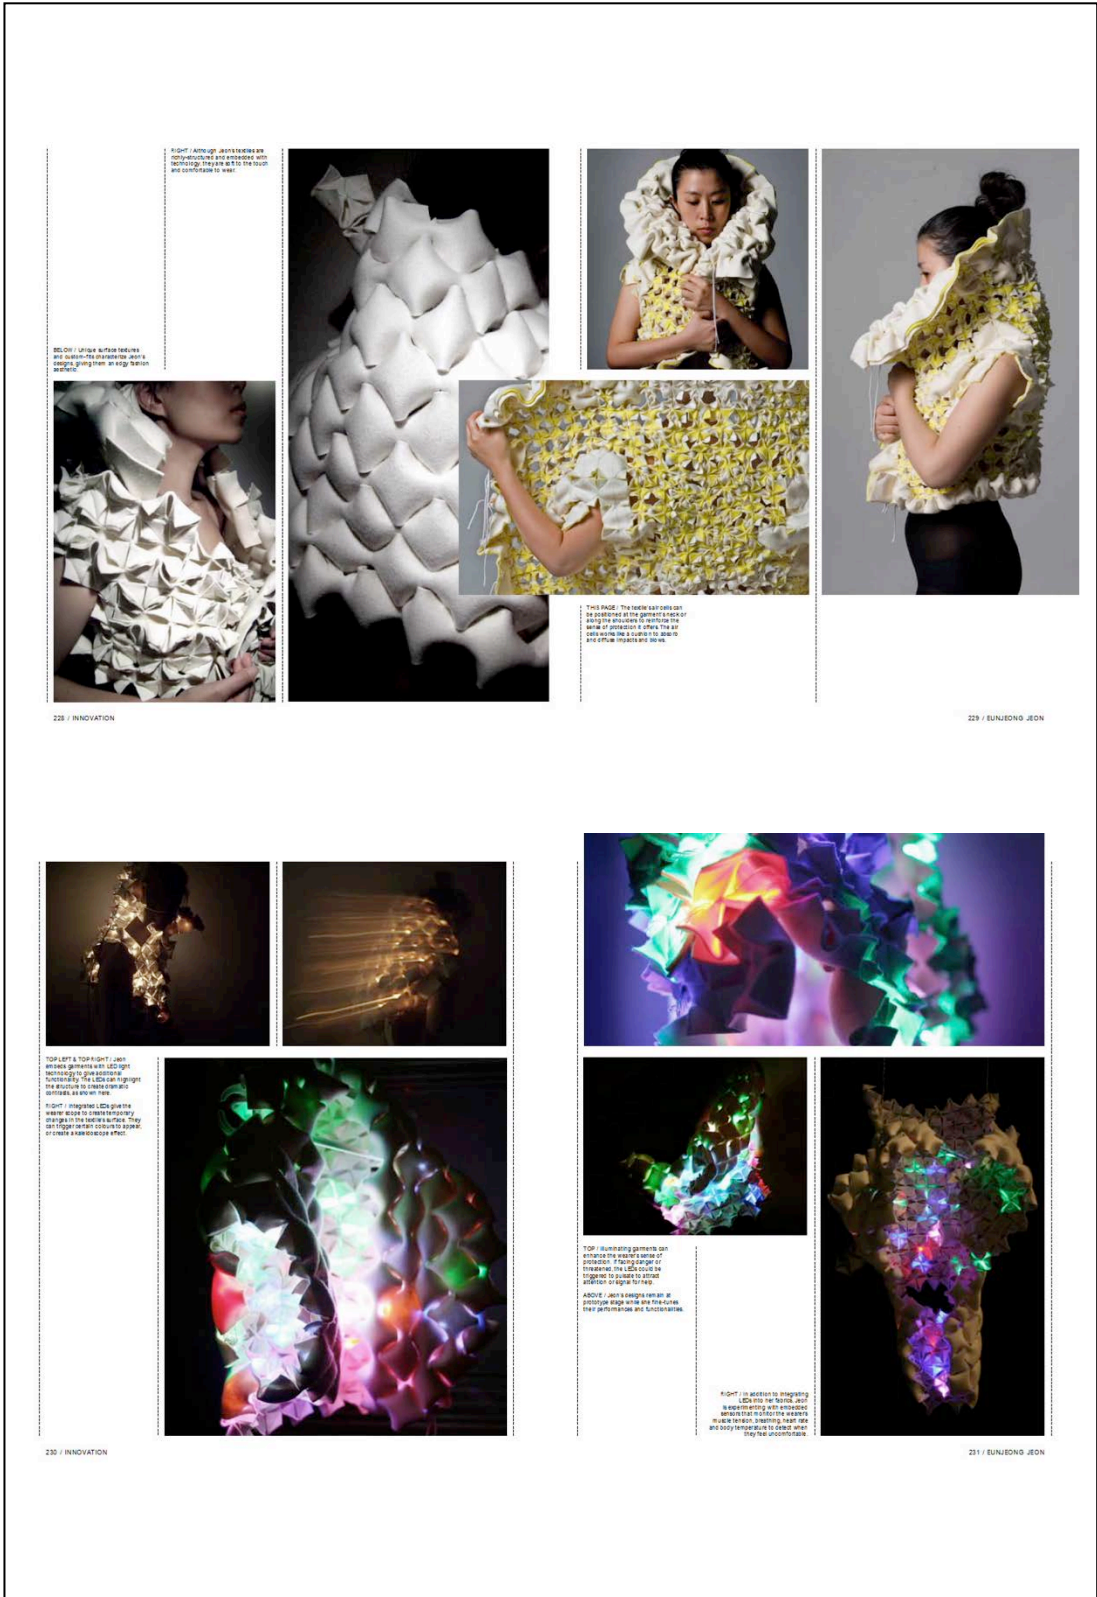 RIGHT / Although Jeon's textiles are
richly-structured and embedded with
technology, they are soft to the touch
and comfortable to wear.
BELOW / Unique surface textures
and custom-fits characterize Jeon's
designs, giving them an edgy fashion
aesthetic.
THIS PAGE / The textile's air cells can
be positioned at the garment's neck or
along the shoulders to reinforce the
sense of protection it offers. The air
cells works like a cushion to absorb
and diffuse impacts and blows.
228 / INNOVATION
229 / EUNJEONG JEON
TOP LEFT & TOP RIGHT / Jeon
embeds garments with LED light
technology to give additional
functionality. The LEDs can highlight
the structure to create dramatic
contrasts, as shown here.
RIGHT / Integrated LEDs give the
wearer scope to create temporary
changes in the textile's surface. They
can trigger certain colours to appear,
or create a kaleidoscope effect.
TOP / Illuminating garments can
enhance the wearer's sense of
protection. If facing danger or
threatened, the LEDs could be
triggered to pulsate to attract
attention or signal for help.
ABOVE / Jeon's designs remain at
prototype stage while she fine-tunes
their performances and functionalities.
RIGHT / In addition to integrating
LEDs into her fabrics, Jeon
is experimenting with embedded
sensors that monitor the wearer's
muscle tension, breathing, heart rate
and body temperature to detect when
they feel uncomfortable.
230 / INNOVATION
231 / EUNJEONG JEON